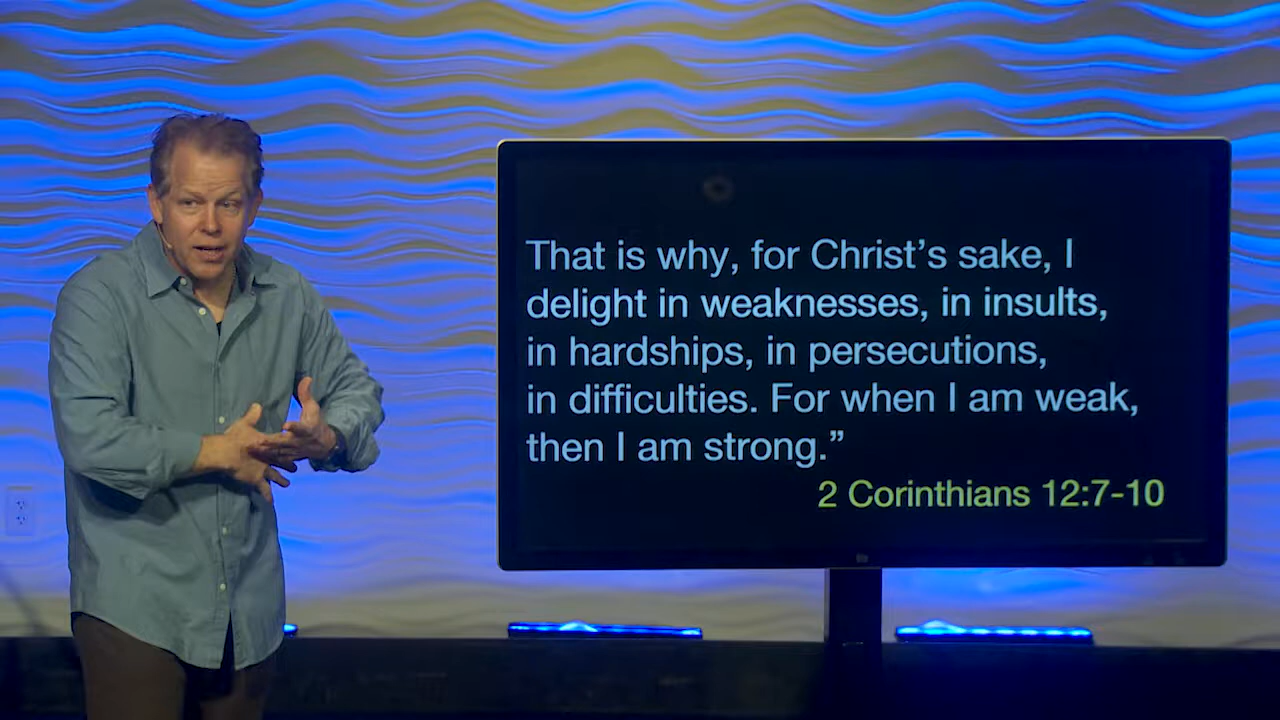 That is why, for Christ’s sake, I
delight in weaknesses, in insults,
in hardships, in persecutions,
in difficulties. For when I am weak,
then I am strong.”
2 Corinthians 12:7-10